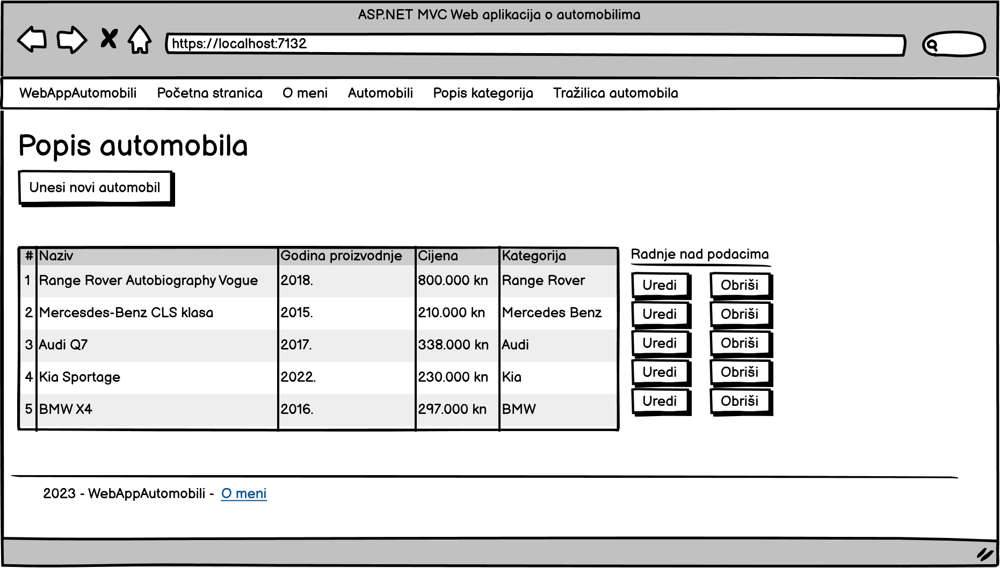 ASP.NET MVC Web aplikacija o automobilima
https://localhost:7132
WebAppAutomobili Početna stranica O meni Automobili Popis kategorija Tražilica automobila
Popis automobila
Unesi novi automobil
# Naziv Godina proizvodnje Cijena Kategorija Radnje nad podacima
1 Range Rover Autobiography Vogue 2018. 800.000 kn Range Rover Uredi Obriši
2 Mercesdes-Benz CLS klasa 2015. 210.000 kn Mercedes Benz Uredi Obriši
3 Audi Q7 2017. 338.000 kn Audi Uredi Obriši
4 Kia Sportage 2022. 230.000 kn Kia Uredi Obriši
5 BMW X4 2016. 297.000 kn BMW Uredi Obriši
2023 - WebAppAutomobili - O meni